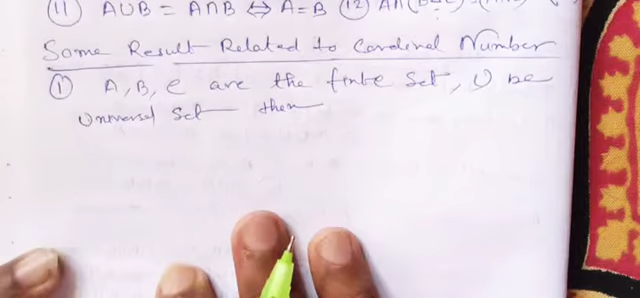 (11) A∪B = A∩B ⇔ A=B (12) A∩(B-C)
Some Result Related to Cardinal Number
(1) A, B, C are the finite Set, U be
Universal Set then